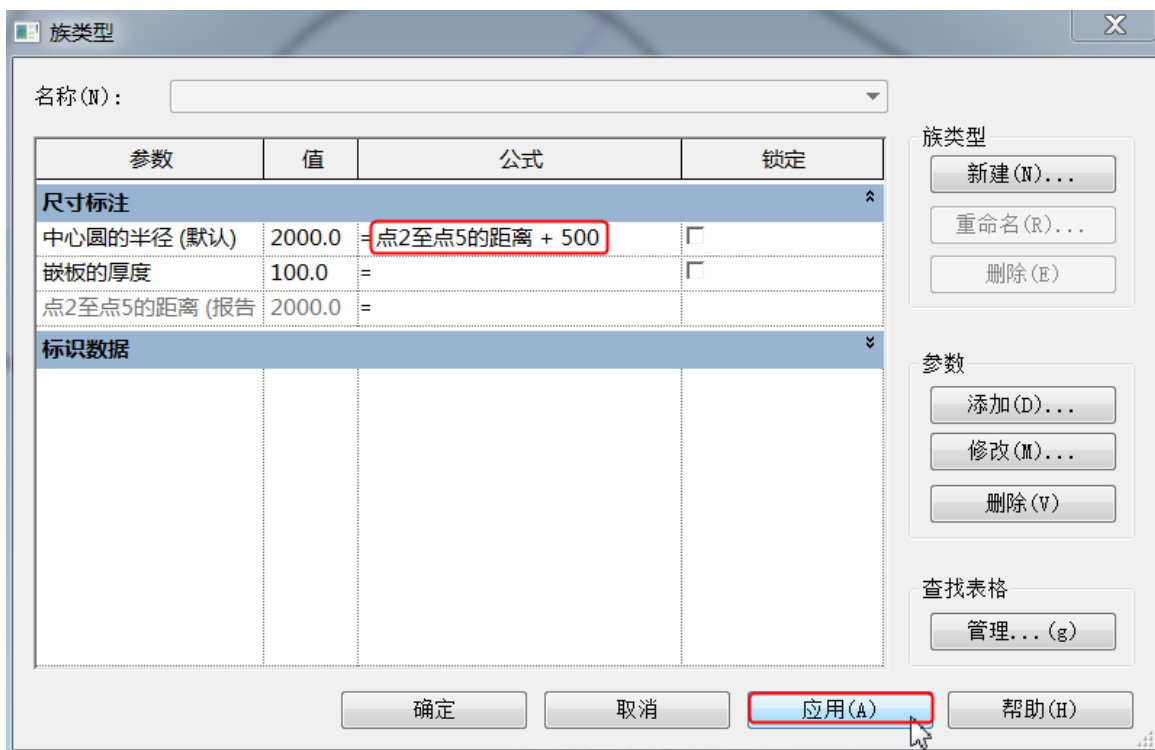 族类型
名称(N):
参数 值 公式 锁定
尺寸标注
中心圆的半径 (默认) 2000.0 =点2至点5的距离 + 500
嵌板的厚度 100.0 =
点2至点5的距离 (报告 2000.0 =
标识数据
族类型
新建(N)...
重命名(R)...
删除(E)
参数
添加(D)...
修改(M)...
删除(V)
查找表格
管理...(g)
确定 取消 应用(A) 帮助(H)